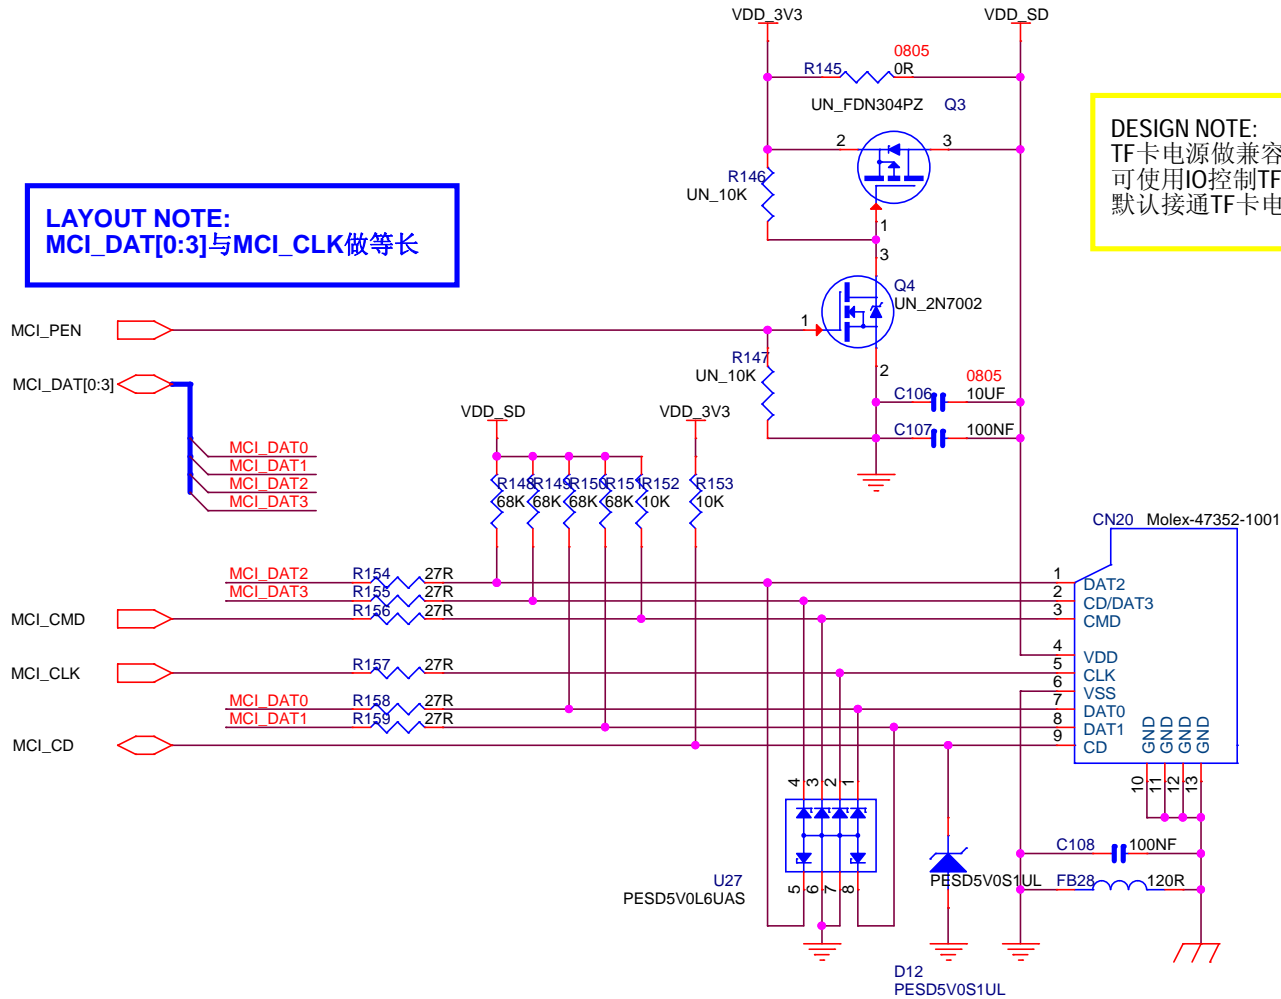 VDD_3V3
VDD_SD
0805
R145
0R
UN_FDN304PZ
Q3
2
3
1
R146
UN_10K
DESIGN NOTE:
TF卡电源做兼容
可使用IO控制TF
默认接通TF卡电
LAYOUT NOTE:
MCI_DAT[0:3]与MCI_CLK做等长
3
Q4
UN_2N7002
MCI_PEN
1
2
R147
UN_10K
MCI_DAT[0:3]
0805
C106
10UF
C107
100NF
VDD_SD
VDD_3V3
MCI_DAT0
MCI_DAT1
MCI_DAT2
MCI_DAT3
R148
R149
R150
R151
R152
R153
68K
68K
68K
68K
10K
10K
CN20
Molex-47352-1001
MCI_DAT2
R154
27R
1
DAT2
MCI_DAT3
R155
27R
2
CD/DAT3
MCI_CMD
R156
27R
3
CMD
4
VDD
MCI_CLK
R157
27R
5
CLK
6
VSS
MCI_DAT0
R158
27R
7
DAT0
MCI_DAT1
R159
27R
8
DAT1
MCI_CD
9
CD
GND
GND
GND
GND
10
11
12
13
4
3
2
1
5
6
7
8
U27
PESD5V0L6UAS
PESD5V0S1UL
C108
100NF
FB28
120R
D12
PESD5V0S1UL